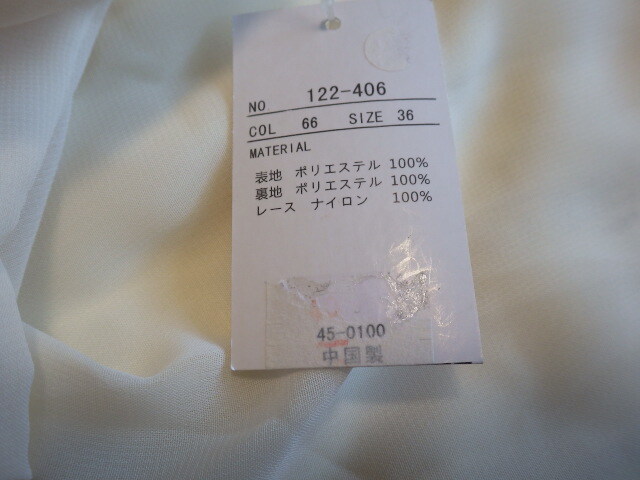 NO 122-406
COL 66 SIZE 36
MATERIAL
表地 ポリエステル 100%
裏地 ポリエステル 100%
レース ナイロン 100%
45-0100
中国製